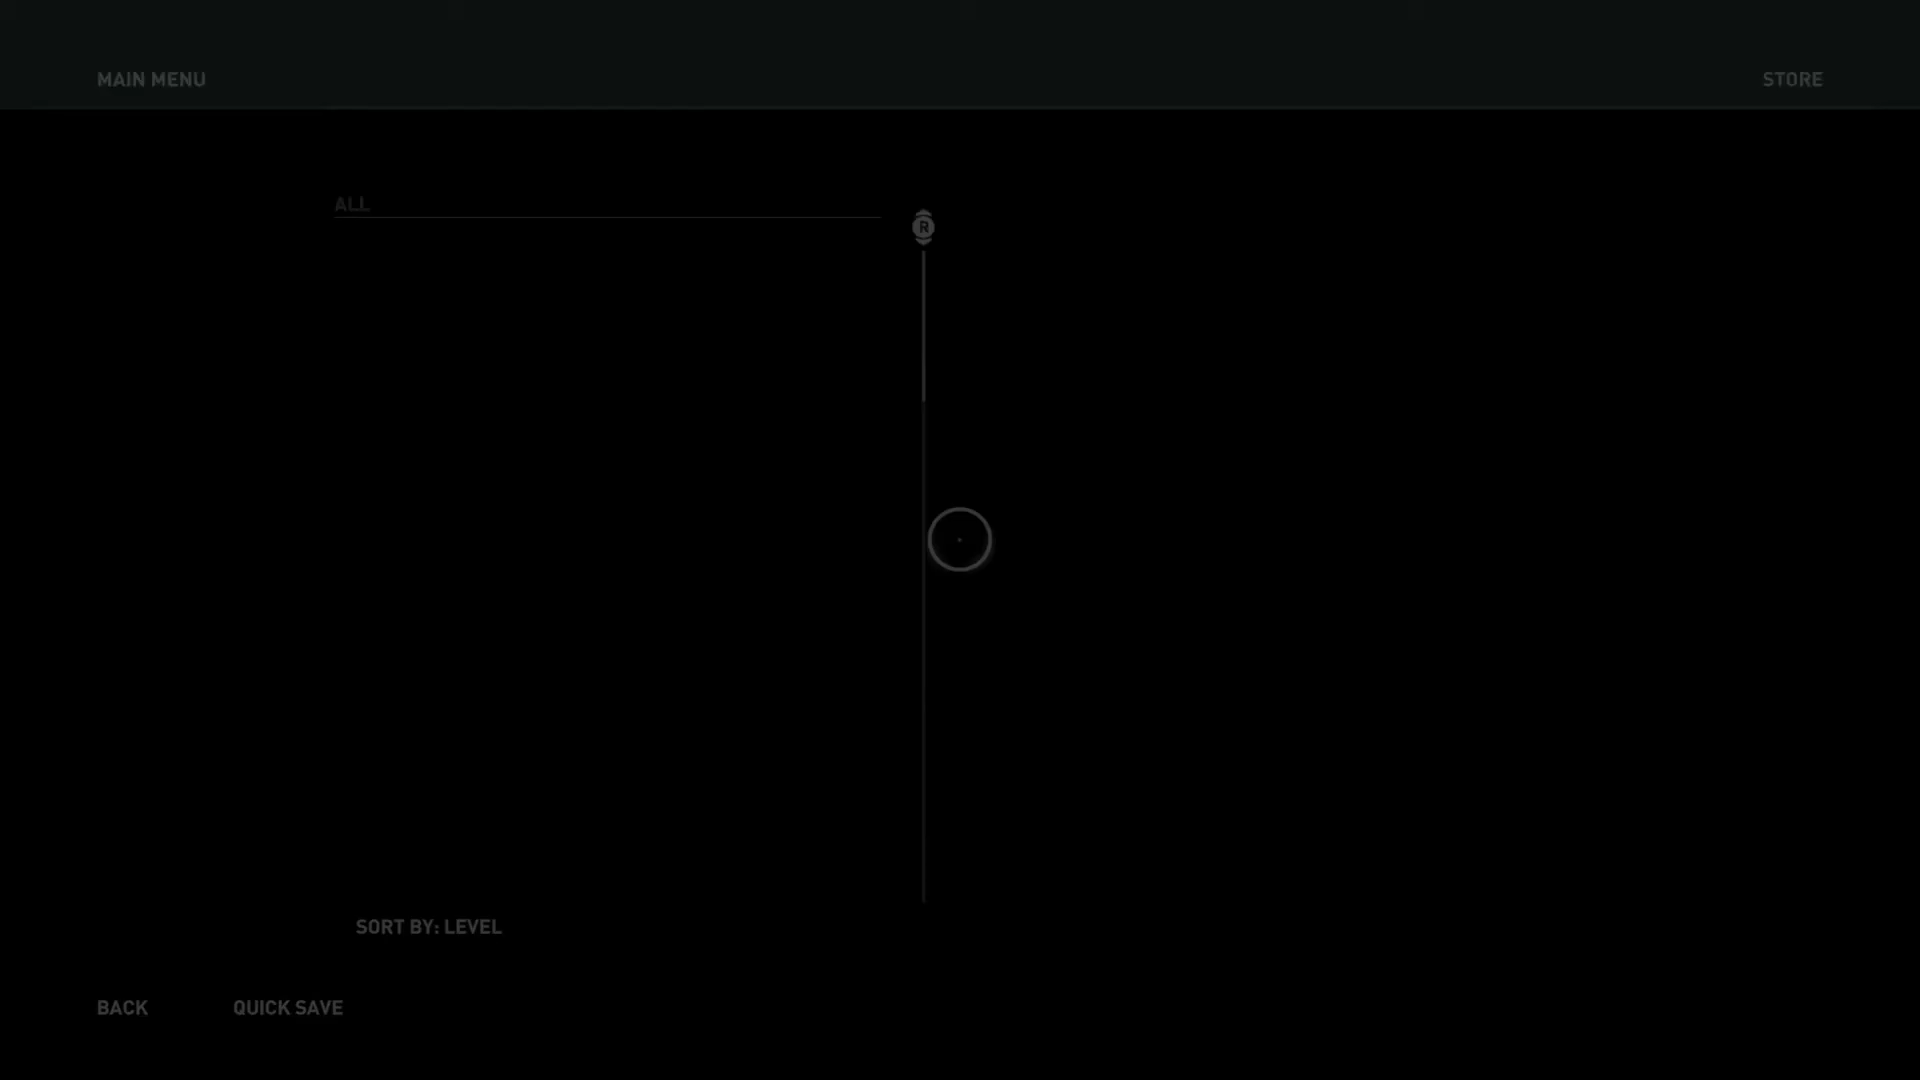 MAIN MENU
STORE
ALL
R
SORT BY: LEVEL
BACK
QUICK SAVE